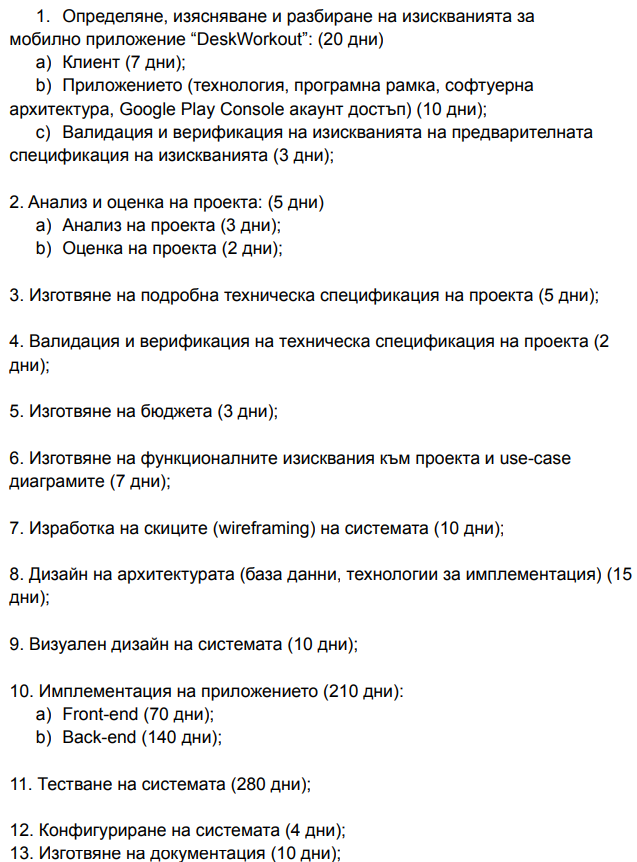 1. Определяне, изясняване и разбиране на изискванията за
мобилно приложение “DeskWorkout”: (20 дни)
a) Клиент (7 дни);
b) Приложението (технология, програмна рамка, софтуерна
архитектура, Google Play Console акаунт достъп) (10 дни);
c) Валидация и верификация на изискванията на предварителната
спецификация на изискванията (3 дни);
2. Анализ и оценка на проекта: (5 дни)
a) Анализ на проекта (3 дни);
b) Оценка на проекта (2 дни);
3. Изготвяне на подробна техническа спецификация на проекта (5 дни);
4. Валидация и верификация на техническа спецификация на проекта (2
дни);
5. Изготвяне на бюджета (3 дни);
6. Изготвяне на функционалните изисквания към проекта и use-case
диаграмите (7 дни);
7. Изработка на скиците (wireframing) на системата (10 дни);
8. Дизайн на архитектурата (база данни, технологии за имплементация) (15
дни);
9. Визуален дизайн на системата (10 дни);
10. Имплементация на приложението (210 дни):
a) Front-end (70 дни);
b) Back-end (140 дни);
11. Тестване на системата (280 дни);
12. Конфигуриране на системата (4 дни);
13. Изготвяне на документация (10 дни);